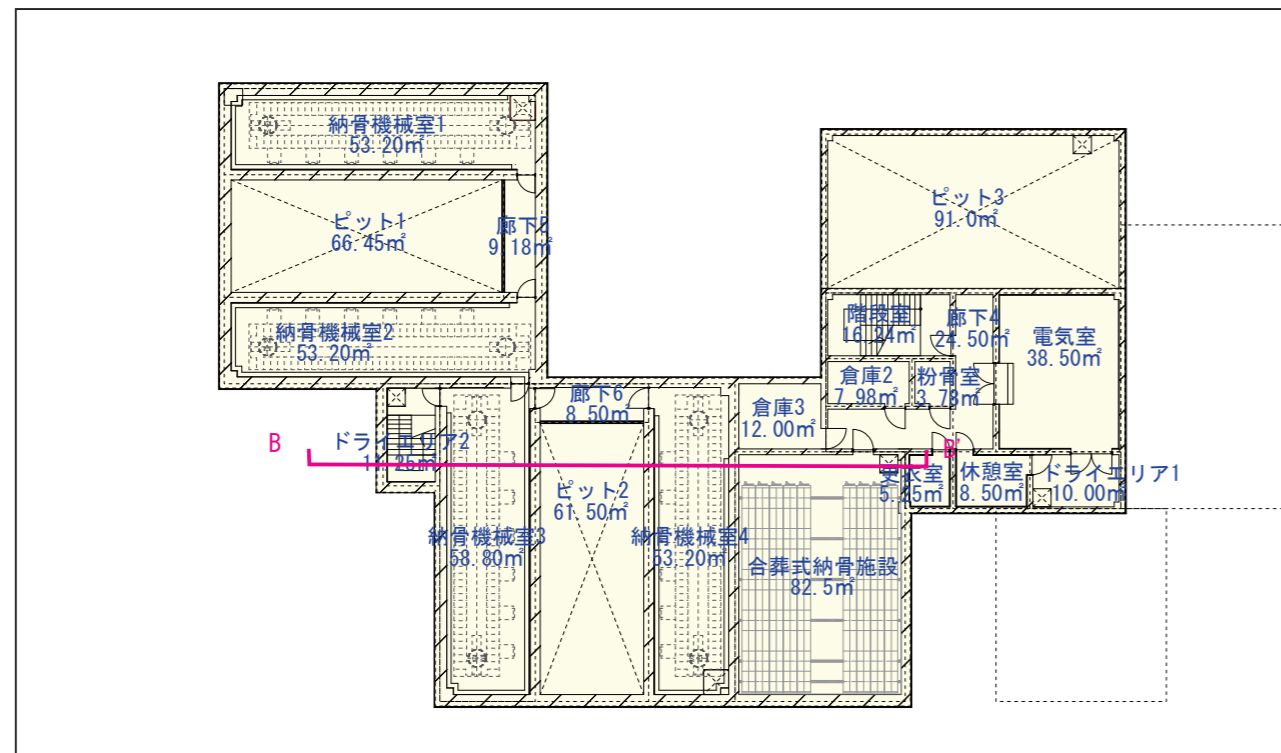 納骨機械室1
53.20㎡
ピット1
66.45㎡
廊下5
9.18㎡
納骨機械室2
53.20㎡
ピット3
91.0㎡
階段室
16.24㎡
廊下4
24.50㎡
電気室
38.50㎡
倉庫2
7.98㎡
粉骨室
3.78㎡
廊下6
8.50㎡
倉庫3
12.00㎡
B
ドライエリア2
B'
更衣室
5.25㎡
休憩室
8.50㎡
ドライエリア1
10.00㎡
ピット2
61.50㎡
納骨機械室3
58.80㎡
納骨機械室4
53.20㎡
合葬式納骨施設
82.5㎡